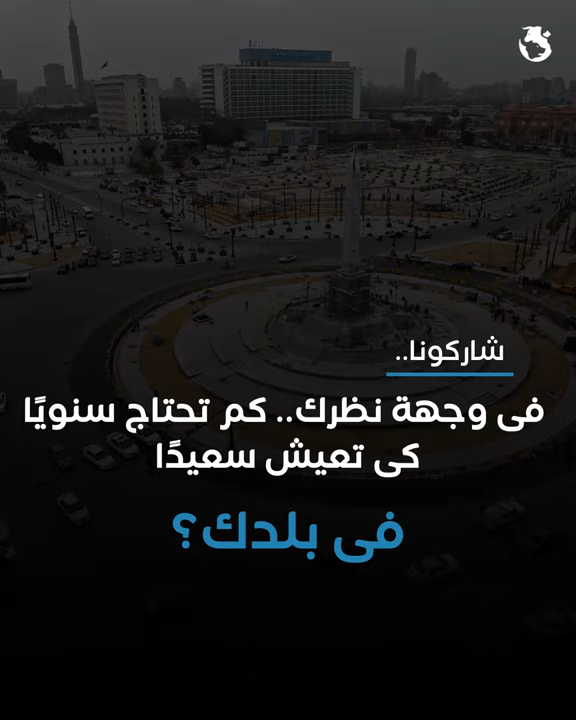 شاركونا..
فى وجهة نظرك.. كم تحتاج سنويًا
كى تعيش سعيدًا
فى بلدك؟